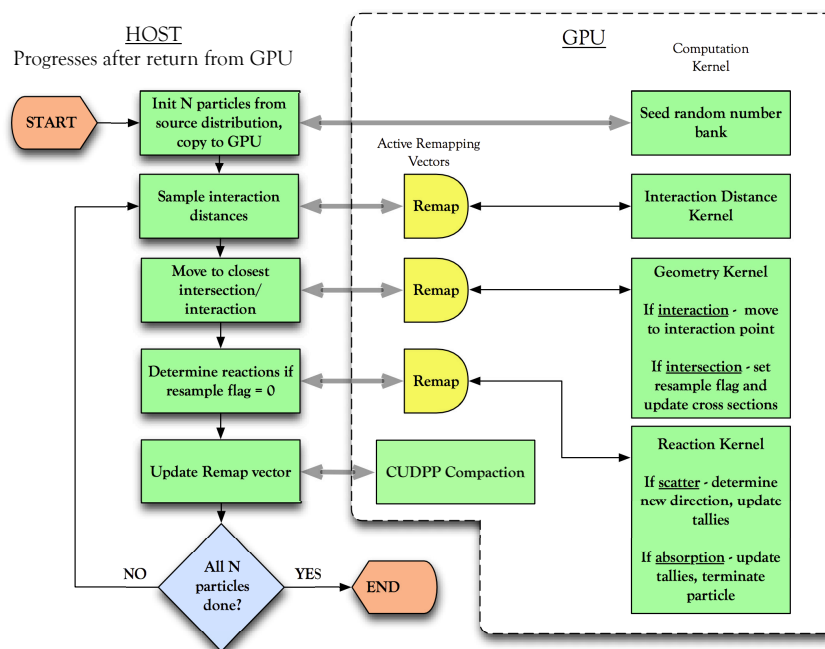 HOST
Progresses after return from GPU
GPU
Computation
Kernel
START
Init N particles from
source distribution,
copy to GPU
Seed random number
bank
Active Remapping
Vectors
Sample interaction
distances
Remap
Interaction Distance
Kernel
Move to closest
intersection/
interaction
Remap
Geometry Kernel
If interaction - move
to interaction point
If intersection - set
resample flag and
update cross sections
Determine reactions if
resample flag = 0
Remap
Update Remap vector
CUDPP Compaction
Reaction Kernel
If scatter - determine
new direction, update
tallies
If absorption - update
tallies, terminate
particle
All N
particles
done?
NO
YES
END